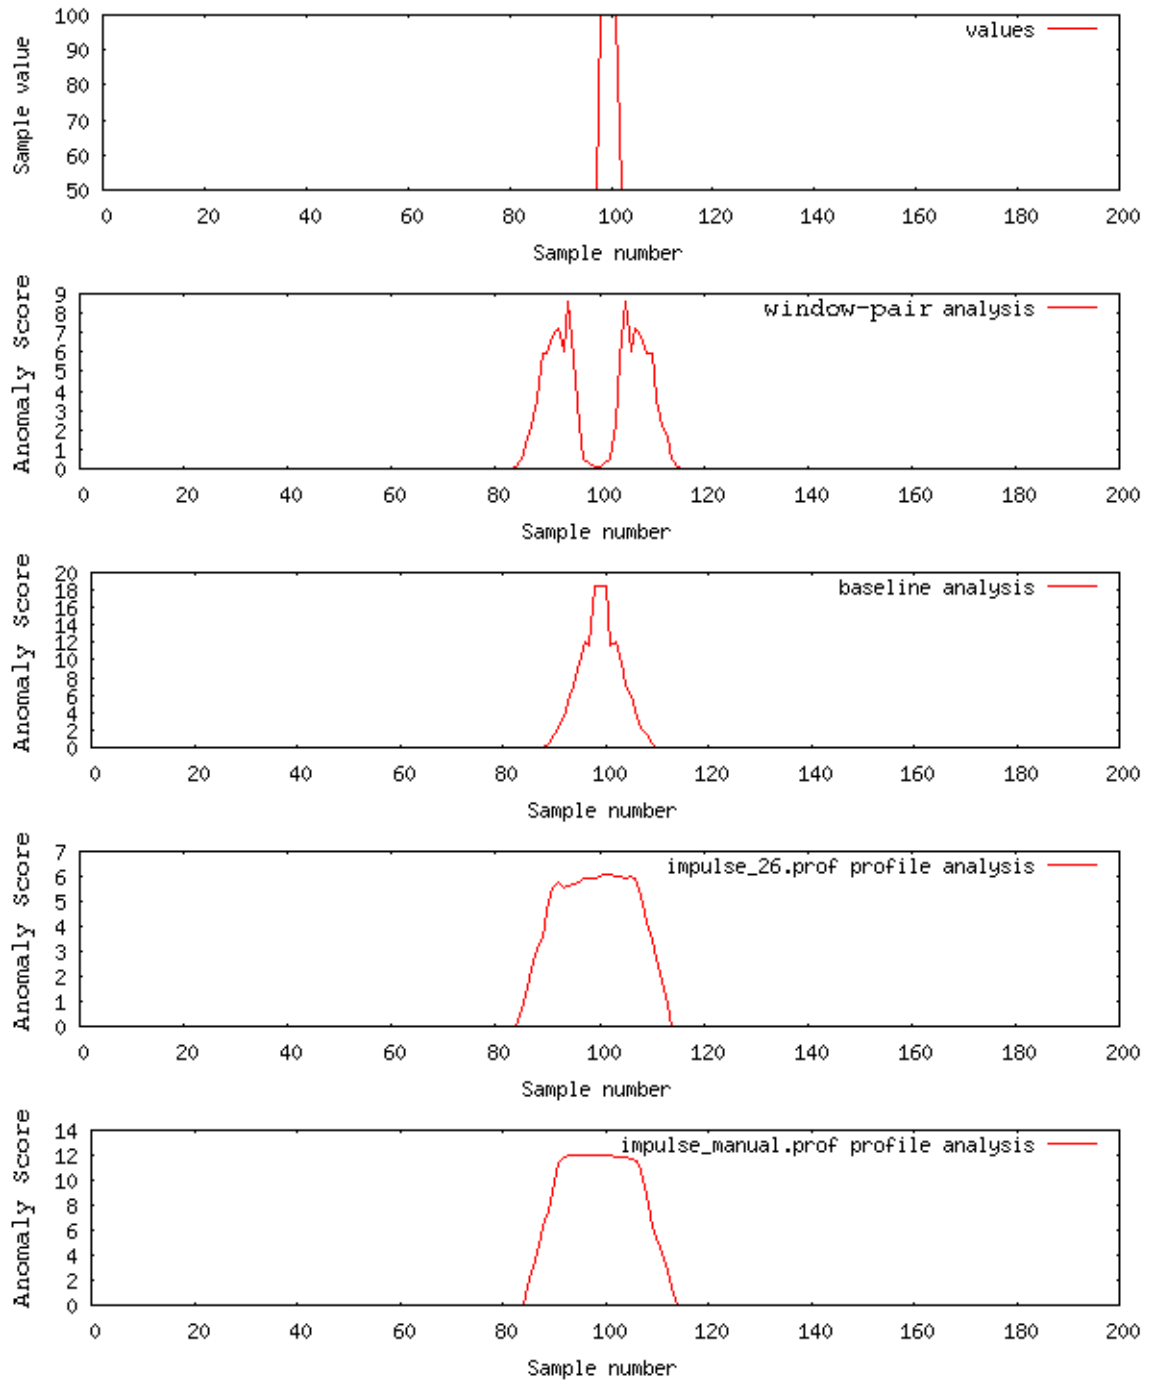 100
90
80
70
60
50
Sample value
values
0 20 40 60 80 100 120 140 160 180 200
Sample number
9
8
7
6
5
4
3
2
1
0
Anomaly Score
window-pair analysis
0 20 40 60 80 100 120 140 160 180 200
Sample number
20
18
16
14
12
10
8
6
4
2
0
Anomaly Score
baseline analysis
0 20 40 60 80 100 120 140 160 180 200
Sample number
7
6
5
4
3
2
1
0
Anomaly Score
impulse_26.prof profile analysis
0 20 40 60 80 100 120 140 160 180 200
Sample number
14
12
10
8
6
4
2
0
Anomaly Score
impulse_manual.prof profile analysis
0 20 40 60 80 100 120 140 160 180 200
Sample number